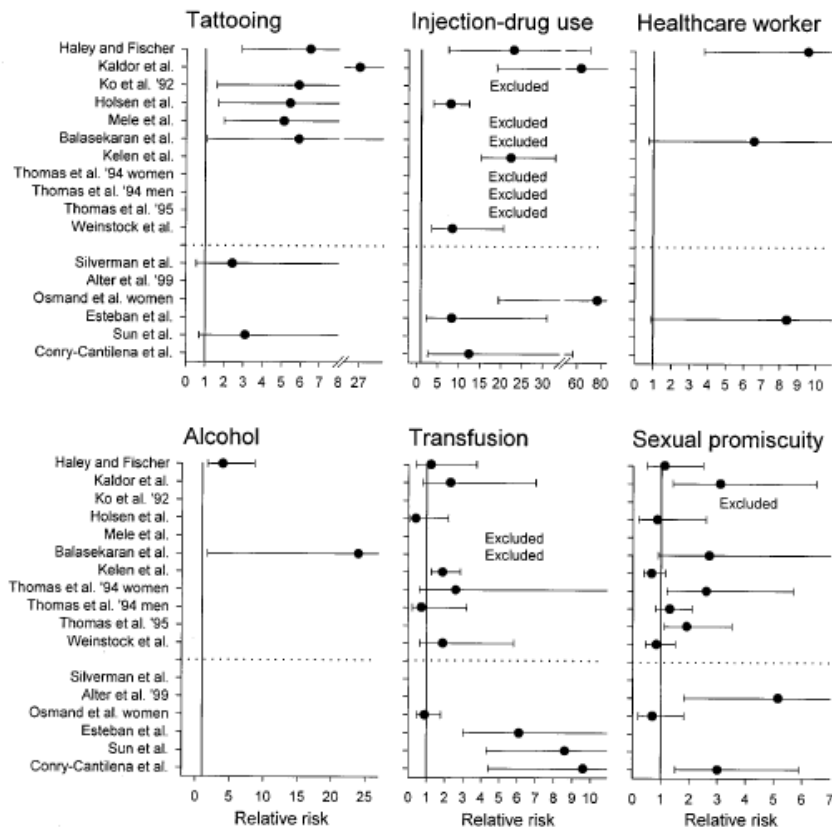 Tattooing
Injection-drug use
Healthcare worker
Haley and Fischer
Kaldor et al.
Ko et al. '92
Excluded
Holsen et al.
Mele et al.
Excluded
Balasekaran et al.
Excluded
Kelen et al.
Thomas et al. '94 women
Excluded
Thomas et al. '94 men
Excluded
Thomas et al. '95
Excluded
Weinstock et al.
Silverman et al.
Alter et al. '99
Osmand et al. women
Esteban et al.
Sun et al.
Conry-Cantilena et al.
0 1 2 3 4 5 6 7 8 27
0 5 10 15 20 25 30 60 80
0 1 2 3 4 5 6 7 8 9 10
Alcohol
Transfusion
Sexual promiscuity
Haley and Fischer
Kaldor et al.
Ko et al. '92
Excluded
Holsen et al.
Mele et al.
Excluded
Balasekaran et al.
Excluded
Kelen et al.
Thomas et al. '94 women
Thomas et al. '94 men
Thomas et al. '95
Weinstock et al.
Silverman et al.
Alter et al. '99
Osmand et al. women
Esteban et al.
Sun et al.
Conry-Cantilena et al.
0 5 10 15 20 25
0 1 2 3 4 5 6 7 8 9 10
0 1 2 3 4 5 6 7
Relative risk
Relative risk
Relative risk